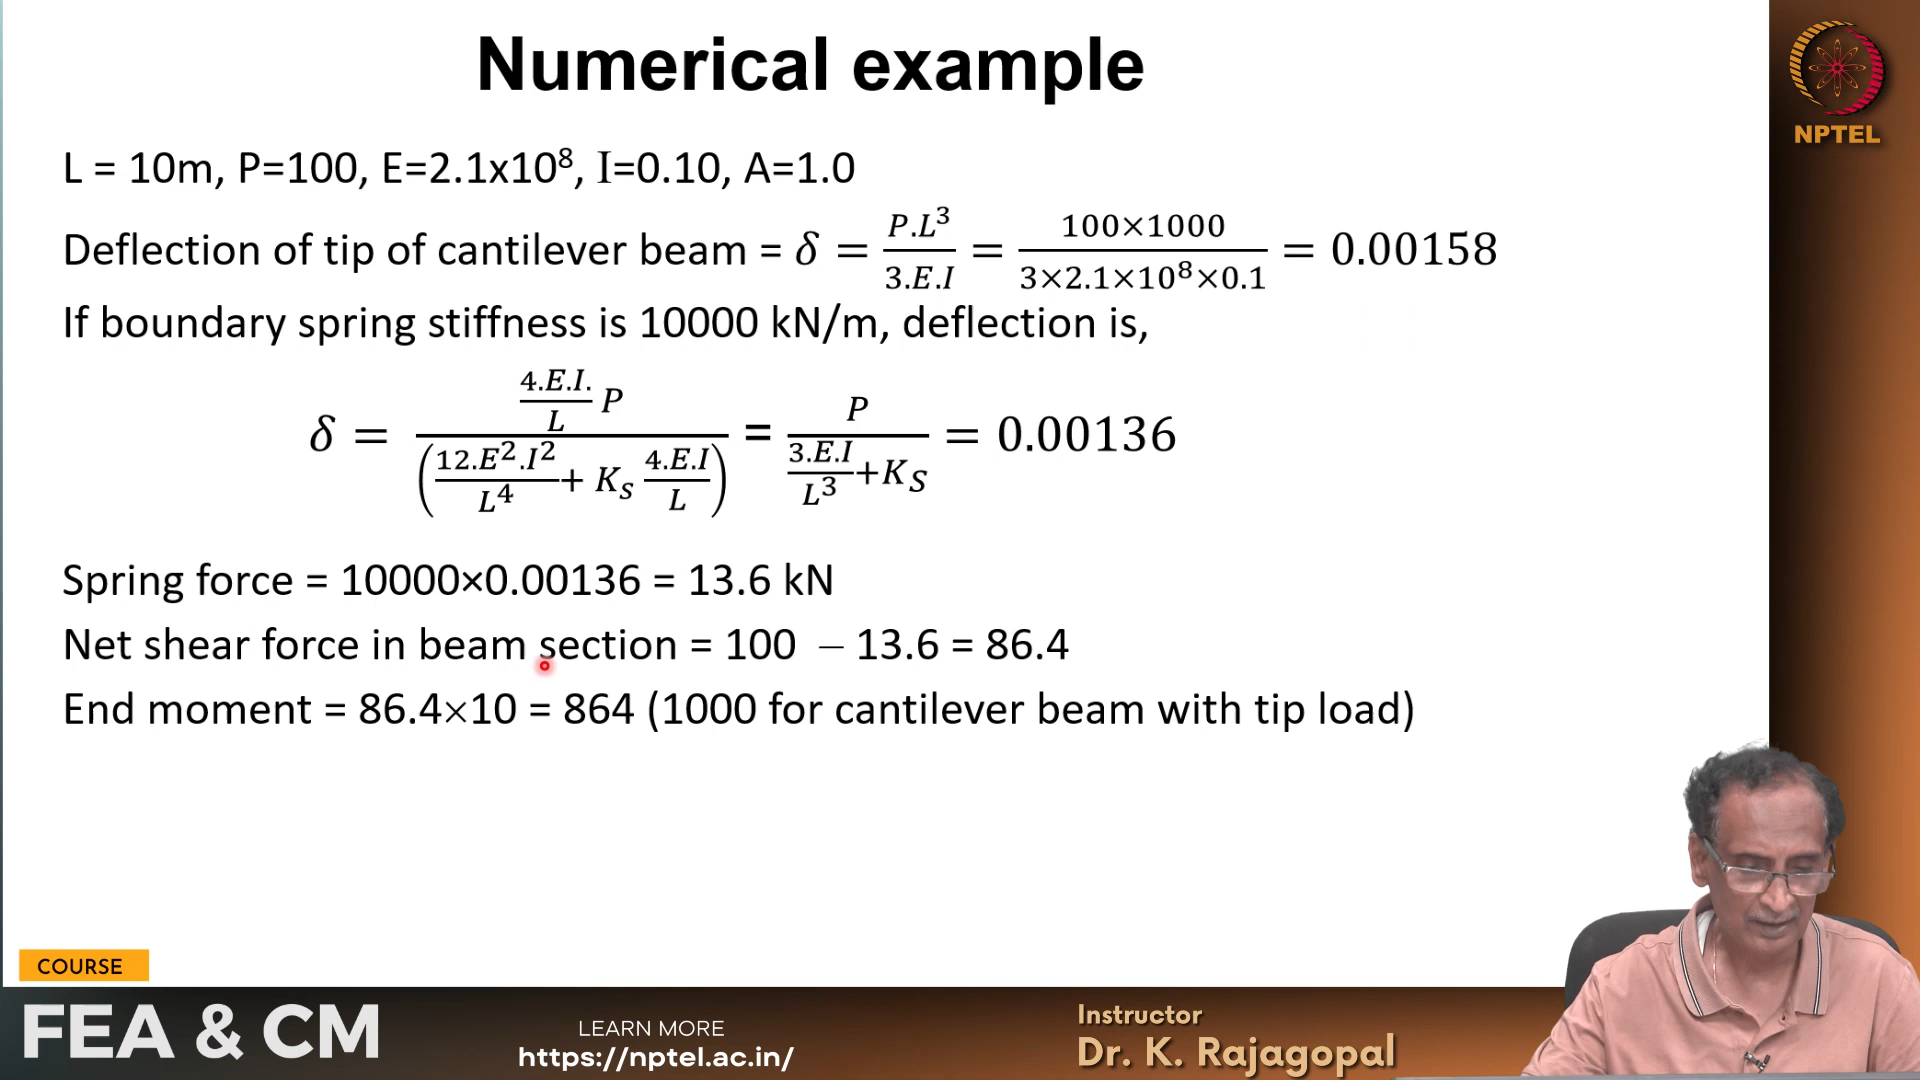 Numerical example
NPTEL
L = 10m, P=100, E=2.1x10⁸, I=0.10, A=1.0
Deflection of tip of cantilever beam = δ = P.L³ / 3.E.I = 100×1000 / 3×2.1×10⁸×0.1 = 0.00158
If boundary spring stiffness is 10000 kN/m, deflection is,
δ = (4.E.I. / L) P / (12.E².I² / L⁴ + K_s 4.E.I / L) = P / (3.E.I / L³ + K_S) = 0.00136
Spring force = 10000×0.00136 = 13.6 kN
Net shear force in beam section = 100 – 13.6 = 86.4
End moment = 86.4×10 = 864 (1000 for cantilever beam with tip load)
COURSE
FEA & CM
LEARN MORE
https://nptel.ac.in/
Instructor
Dr. K. Rajagopal